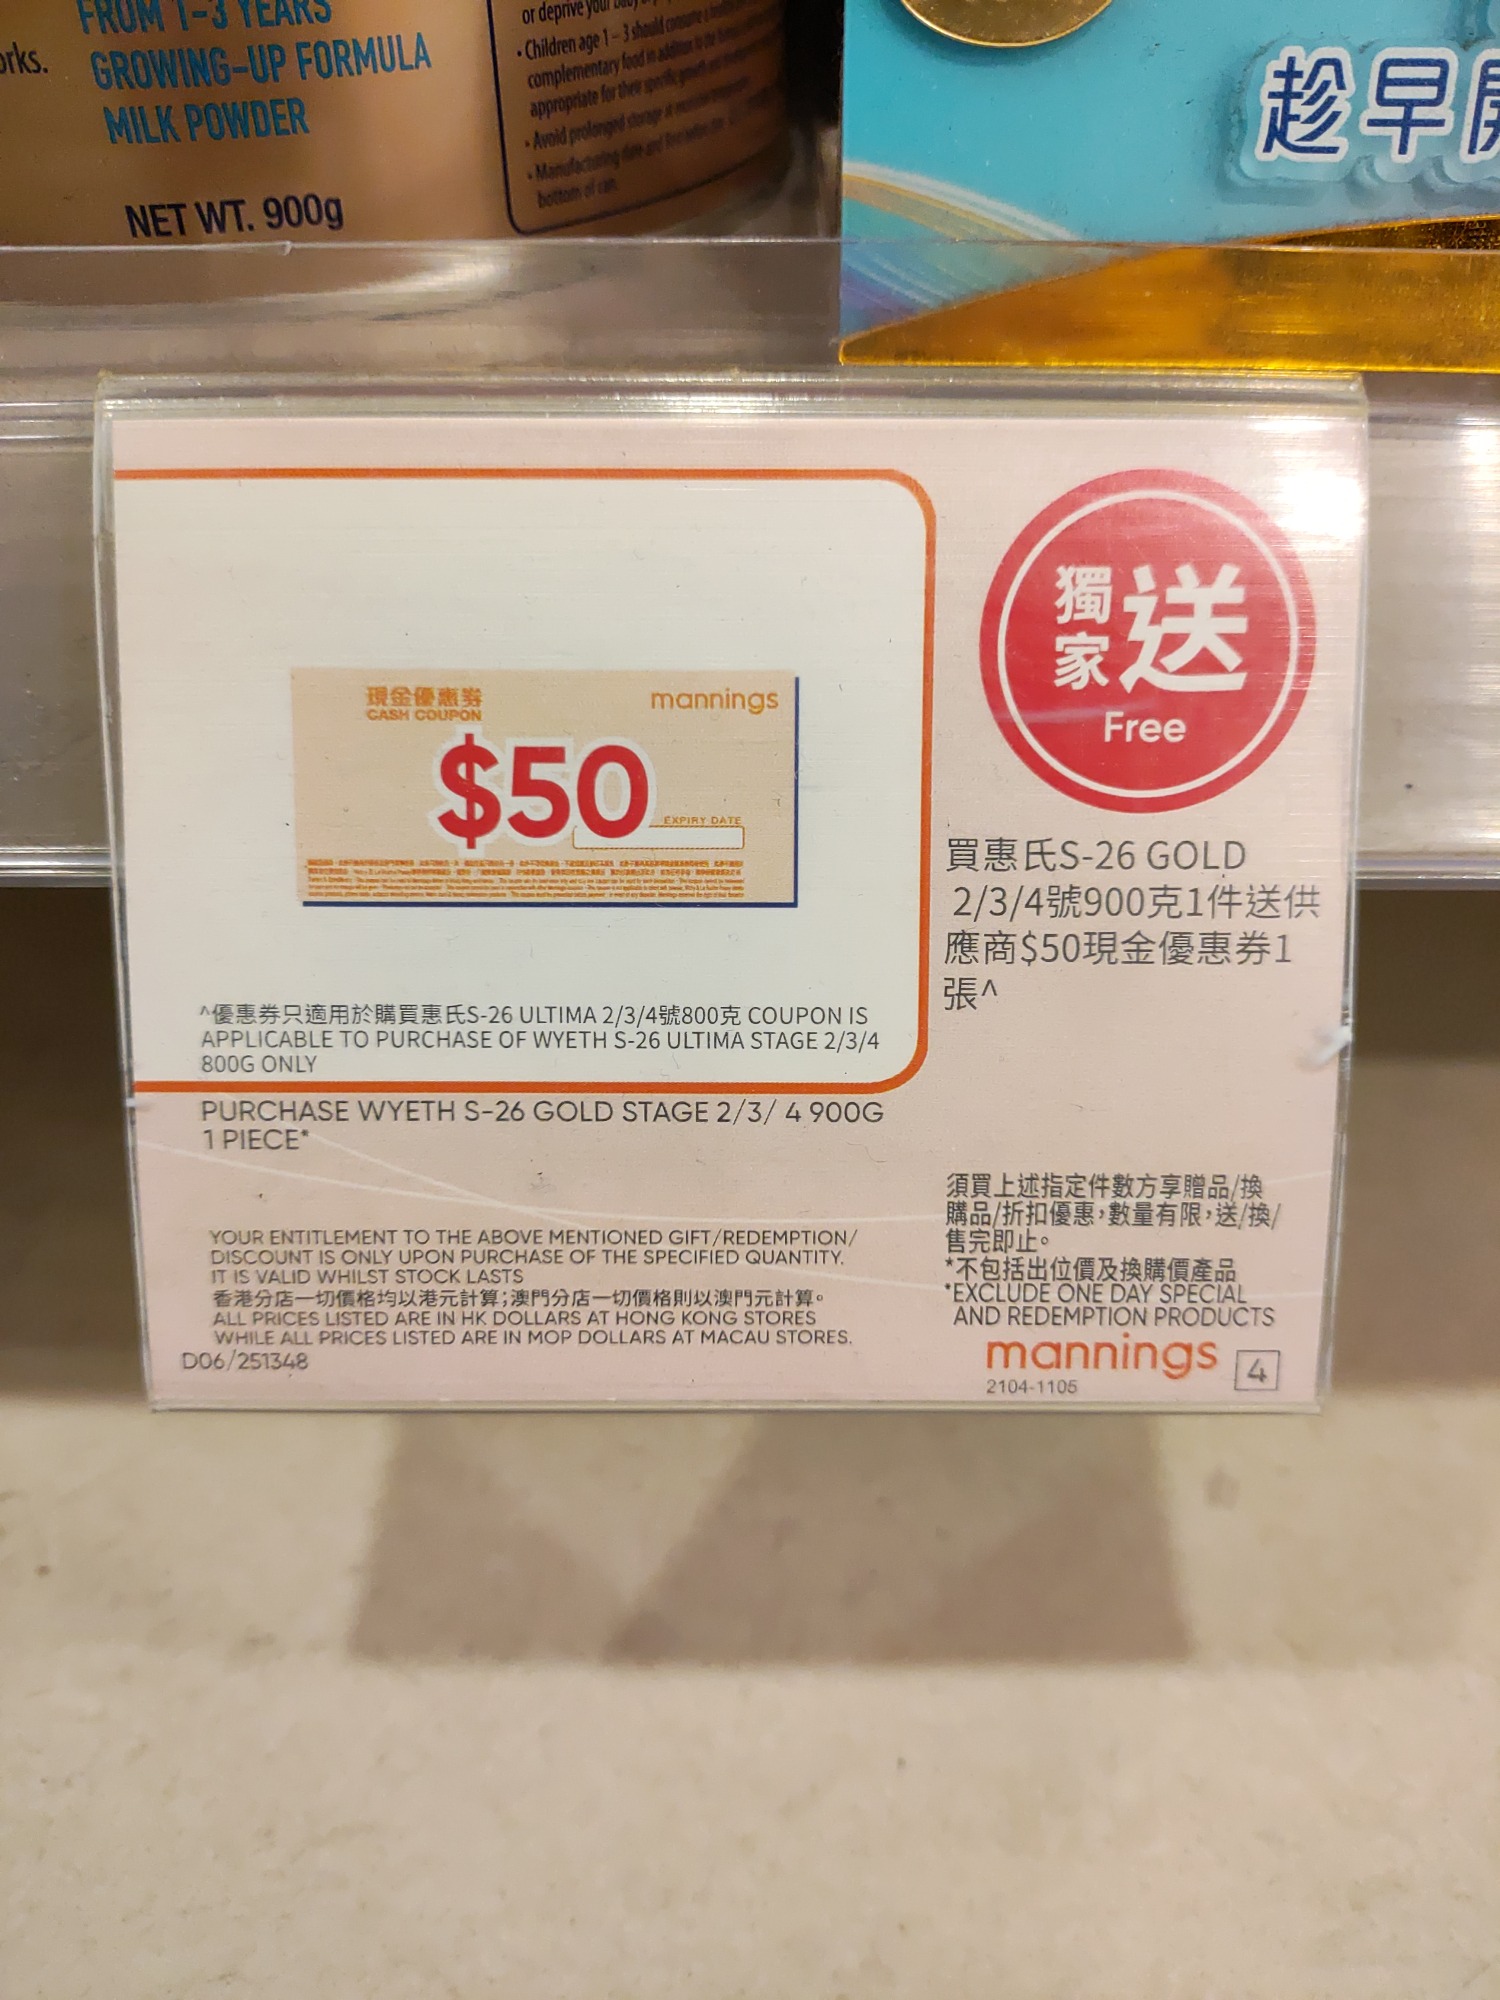 FROM 1-3 YEARS
GROWING-UP FORMULA
MILK POWDER
NET WT. 900g
orks.
or deprive your
• Children age 1 – 3 should consume a
complementary food in addition to the
appropriate for their specific growth and
• Avoid prolonged storage at
• Manufacturing date and
bottom of can.
趁早
現金優惠券
CASH COUPON
mannings
$50
EXPIRY DATE
獨家送
Free
買惠氏S-26 GOLD
2/3/4號900克1件送供
應商$50現金優惠券1
張^
^優惠券只適用於購買惠氏S-26 ULTIMA 2/3/4號800克 COUPON IS
APPLICABLE TO PURCHASE OF WYETH S-26 ULTIMA STAGE 2/3/4
800G ONLY
PURCHASE WYETH S-26 GOLD STAGE 2/3/ 4 900G
1 PIECE*
YOUR ENTITLEMENT TO THE ABOVE MENTIONED GIFT/REDEMPTION/
DISCOUNT IS ONLY UPON PURCHASE OF THE SPECIFIED QUANTITY.
IT IS VALID WHILST STOCK LASTS
香港分店一切價格均以港元計算;澳門分店一切價格則以澳門元計算。
ALL PRICES LISTED ARE IN HK DOLLARS AT HONG KONG STORES
WHILE ALL PRICES LISTED ARE IN MOP DOLLARS AT MACAU STORES.
D06/251348
須買上述指定件數方享贈品/換
購品/折扣優惠,數量有限,送/換/
售完即止。
*不包括出位價及換購價產品
*EXCLUDE ONE DAY SPECIAL
AND REDEMPTION PRODUCTS
mannings
4
2104-1105